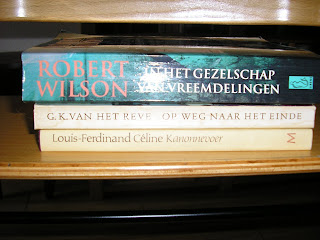 ROBERT WILSON
IN HET GEZELSCHAP
VAN VREEMDELINGEN
G. K. VAN HET REVE OP WEG NAAR HET EINDE
Louis-Ferdinand Céline Kanonnevoer